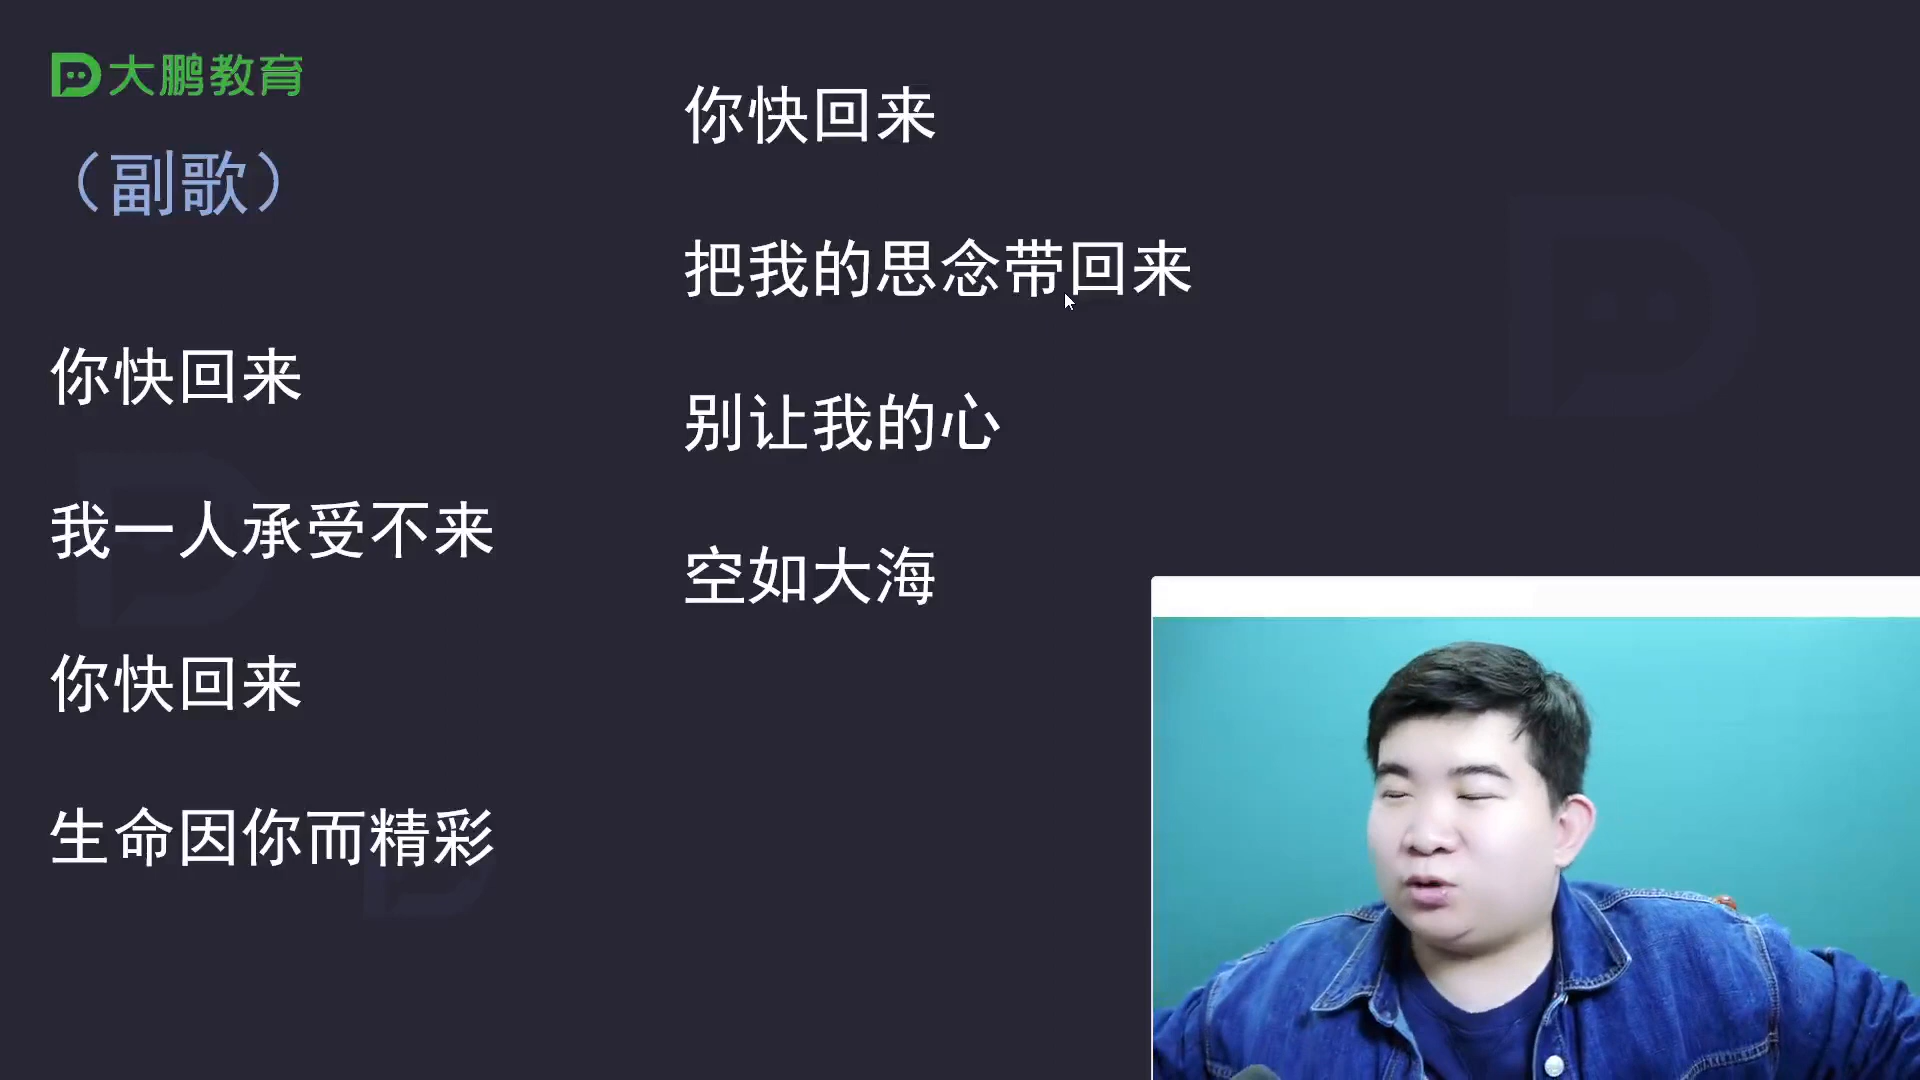 大鹏教育
（副歌）
你快回来
我一人承受不来
你快回来
生命因你而精彩
你快回来
把我的思念带回来
别让我的心
空如大海